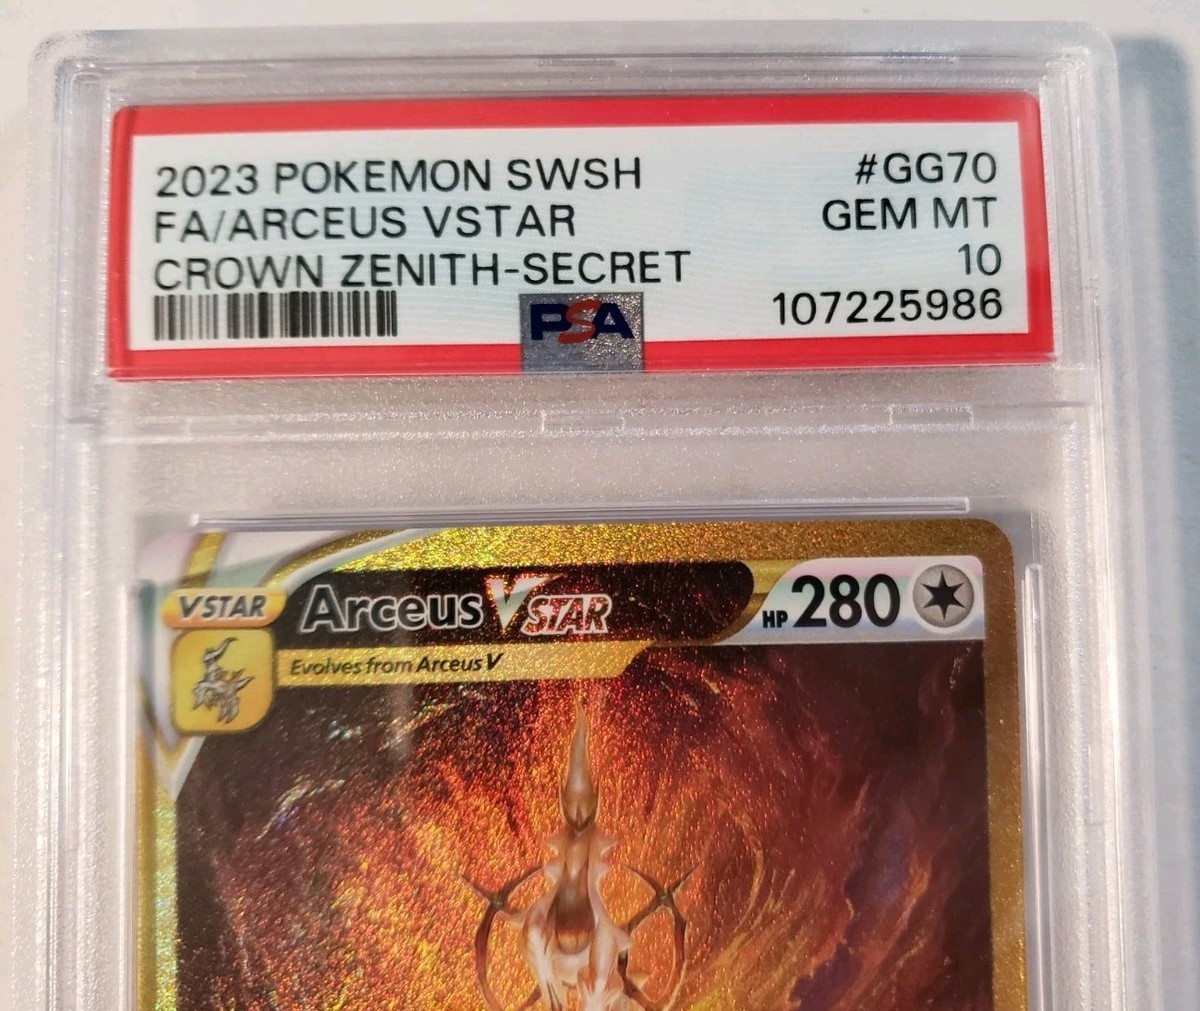 2023 POKEMON SWSH #GG70
FA/ARCEUS VSTAR GEM MT
CROWN ZENITH-SECRET 10
PSA 107225986
VSTAR Arceus VSTAR HP 280
Evolves from Arceus V